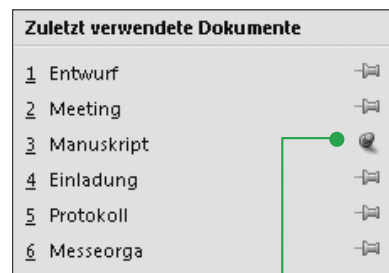 Zuletzt verwendete Dokumente
1 Entwurf
2 Meeting
3 Manuskript
4 Einladung
5 Protokoll
6 Messeorga